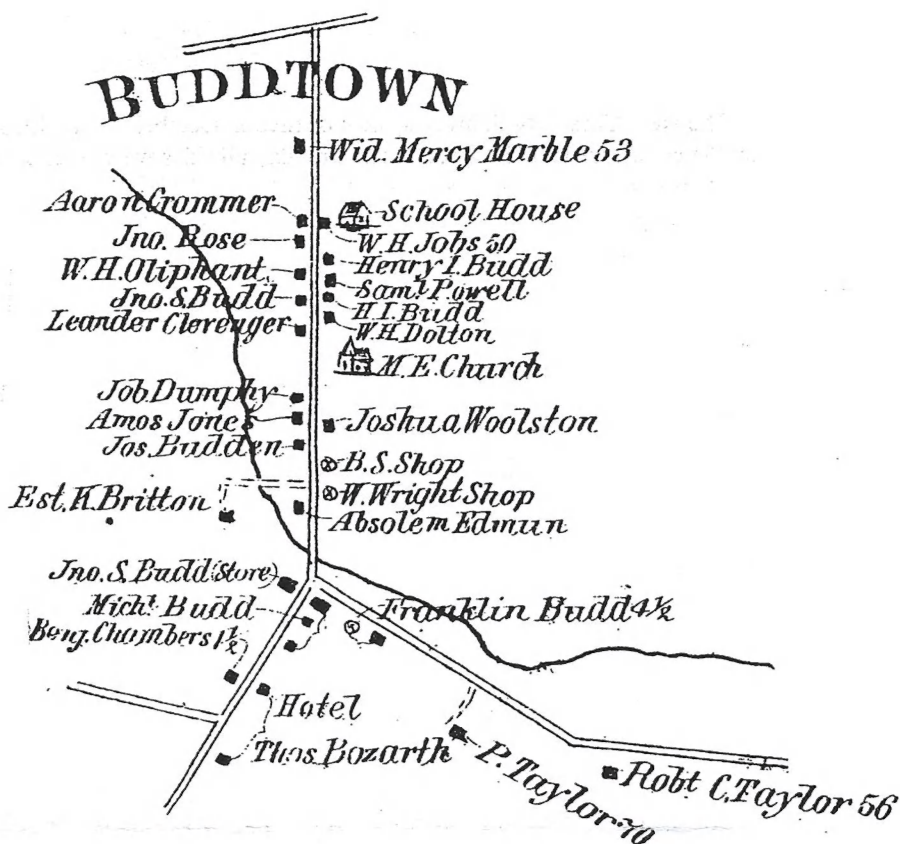 BUDDTOWN
Wid. Mercy Marble 53
Aaron Crommer
School House
Jno. Rose
W.H. Jobs 50
Henry I. Budd
W.H. Oliphant.
Saml. Powell
Jno. S. Budd
H.I. Budd
Leander Clevenger
W.H. Dolton
M.E. Church
Job Dumphy
Amos Jones
Joshua Woolston
Jos. Budden
B.S. Shop
Est. K. Britton
W. Wright Shop
Absolem Edmun
Jno. S. Budd (Store)
Michl. Budd
Franklin Budd 4½
Benj. Chambers 1½
Hotel
Thos. Bozarth
P. Taylor 70
Robt C. Taylor 56